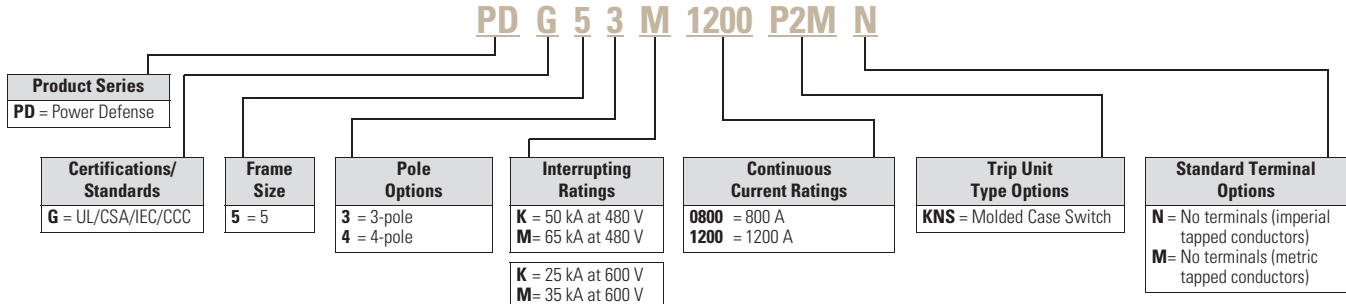 PD G 5 3 M 1200 P2M N
Product Series
PD = Power Defense
Certifications/
Standards
G = UL/CSA/IEC/CCC
Frame
Size
5 = 5
Pole
Options
3 = 3-pole
4 = 4-pole
Interrupting
Ratings
K = 50 kA at 480 V
M= 65 kA at 480 V
K = 25 kA at 600 V
M= 35 kA at 600 V
Continuous
Current Ratings
0800 = 800 A
1200 = 1200 A
Trip Unit
Type Options
KNS = Molded Case Switch
Standard Terminal
Options
N = No terminals (imperial
tapped conductors)
M= No terminals (metric
tapped conductors)